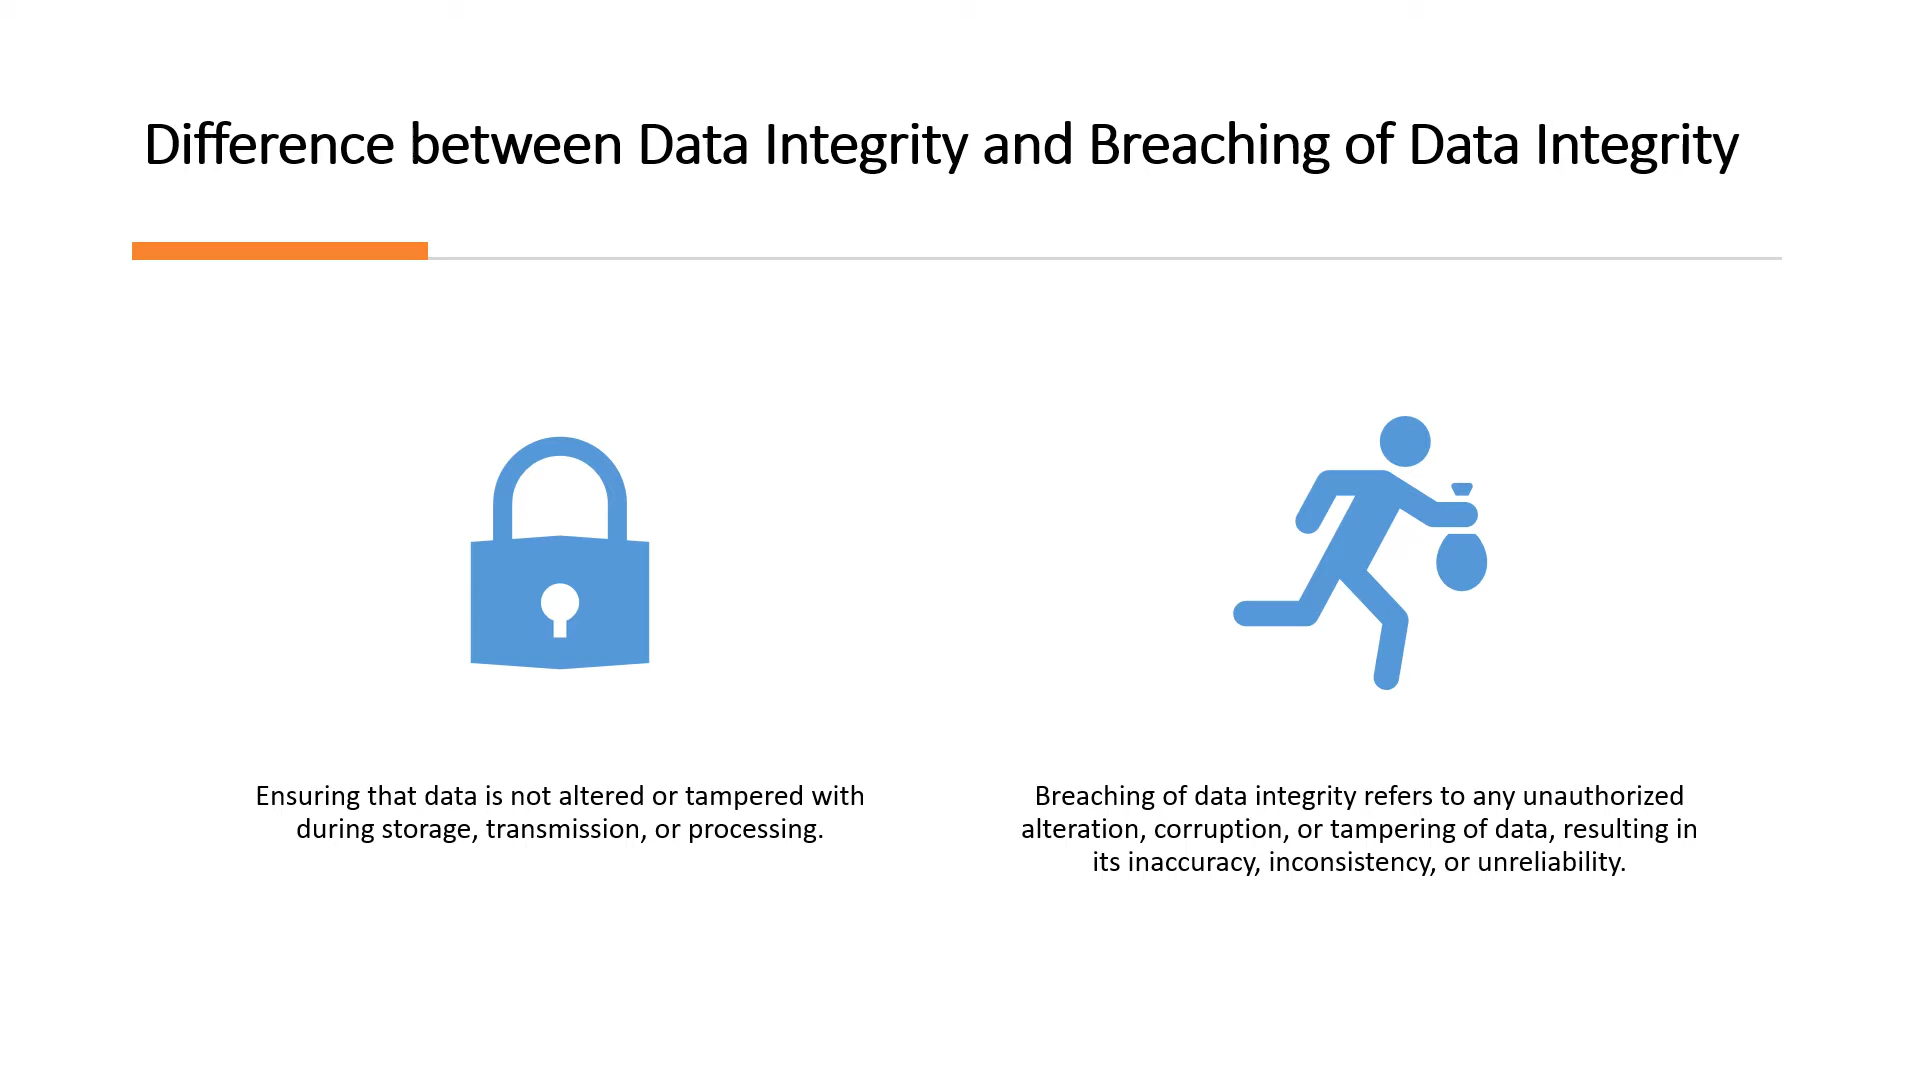 Difference between Data Integrity and Breaching of Data Integrity
Ensuring that data is not altered or tampered with
during storage, transmission, or processing.
Breaching of data integrity refers to any unauthorized
alteration, corruption, or tampering of data, resulting in
its inaccuracy, inconsistency, or unreliability.